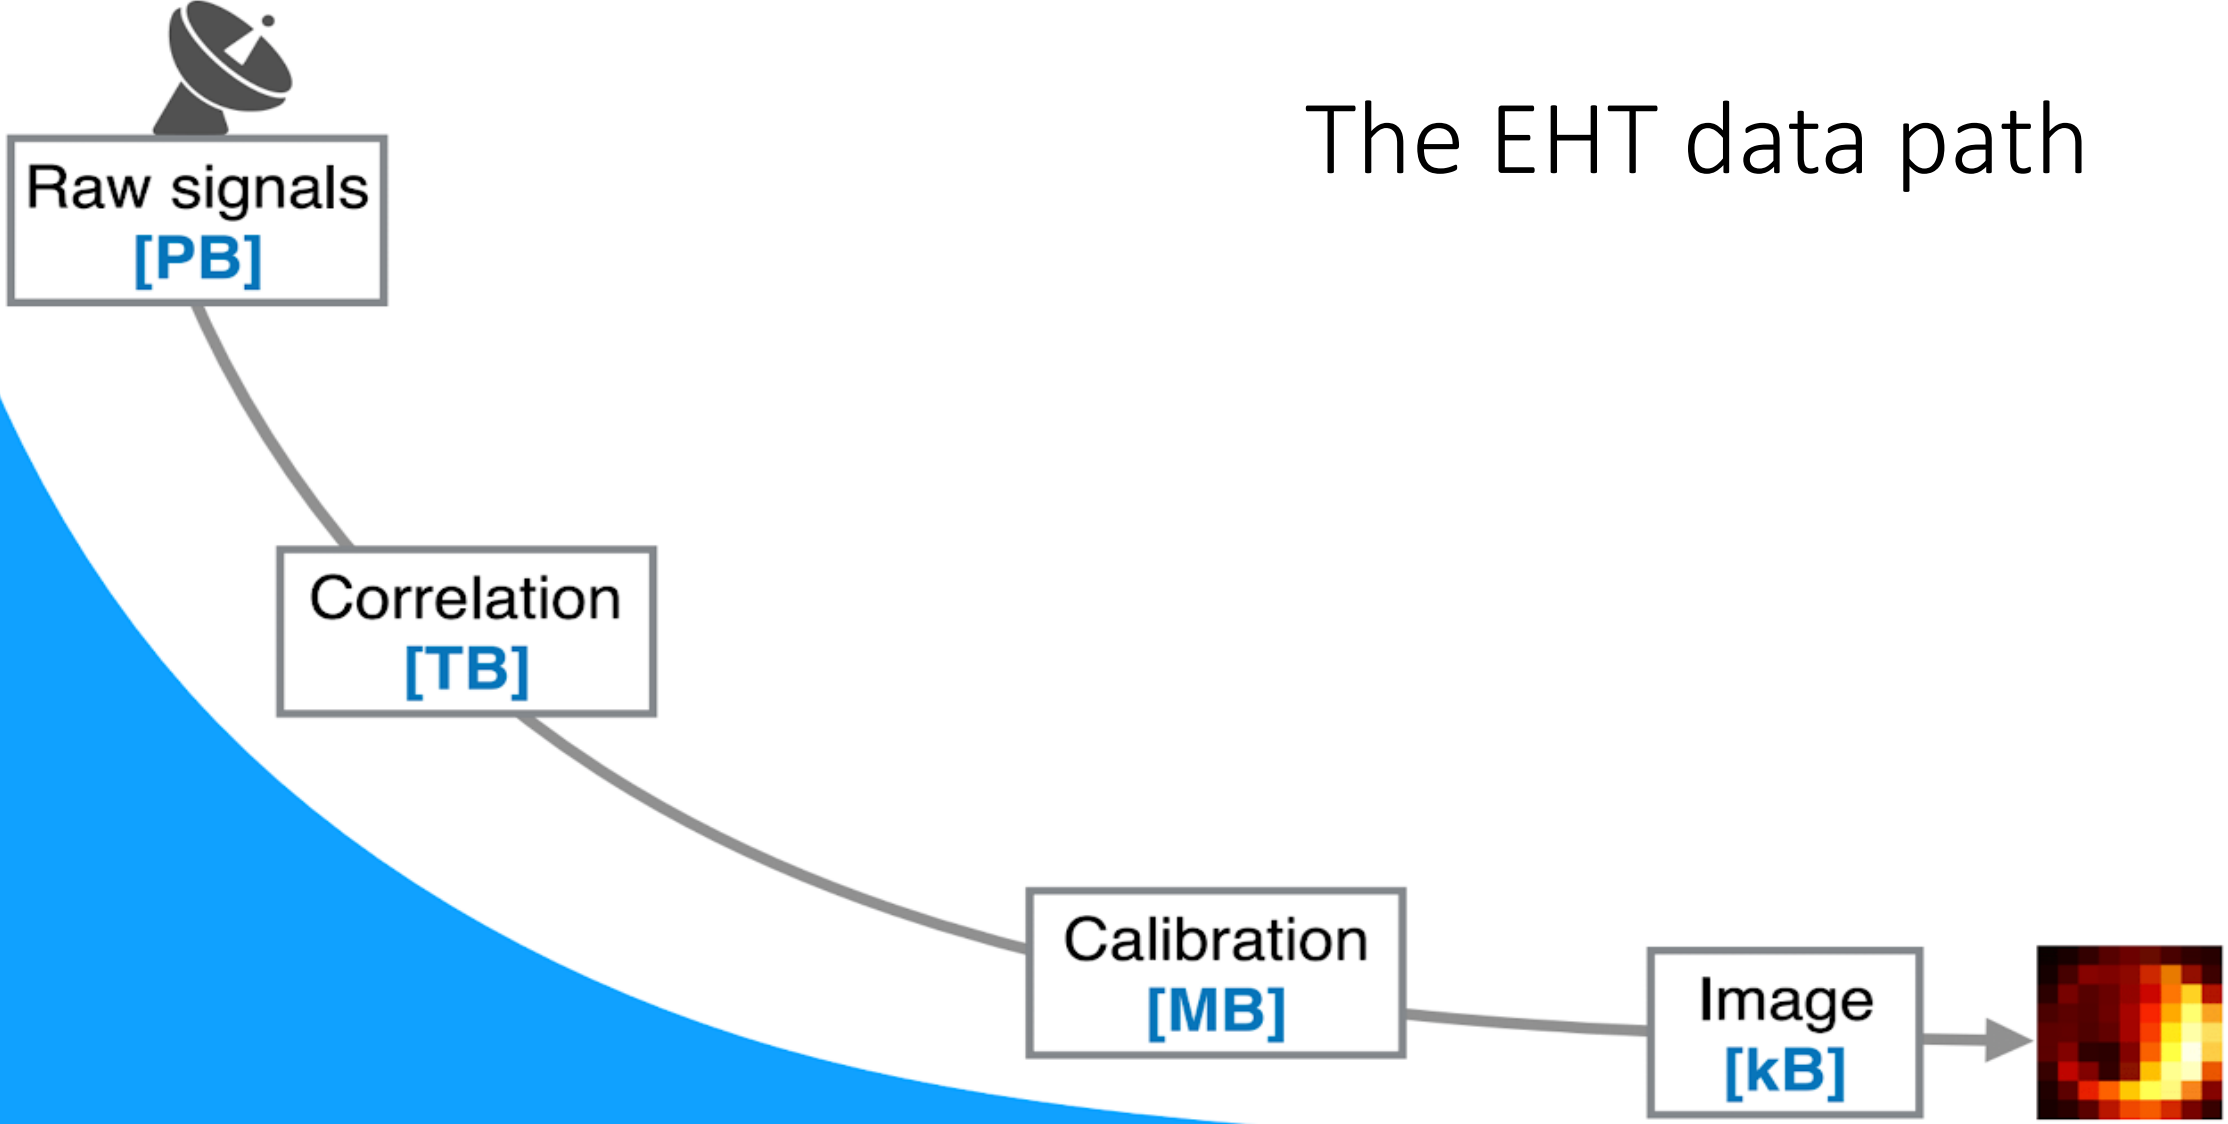 The EHT data path
Raw signals
[PB]
Correlation
[TB]
Calibration
[MB]
Image
[kB]